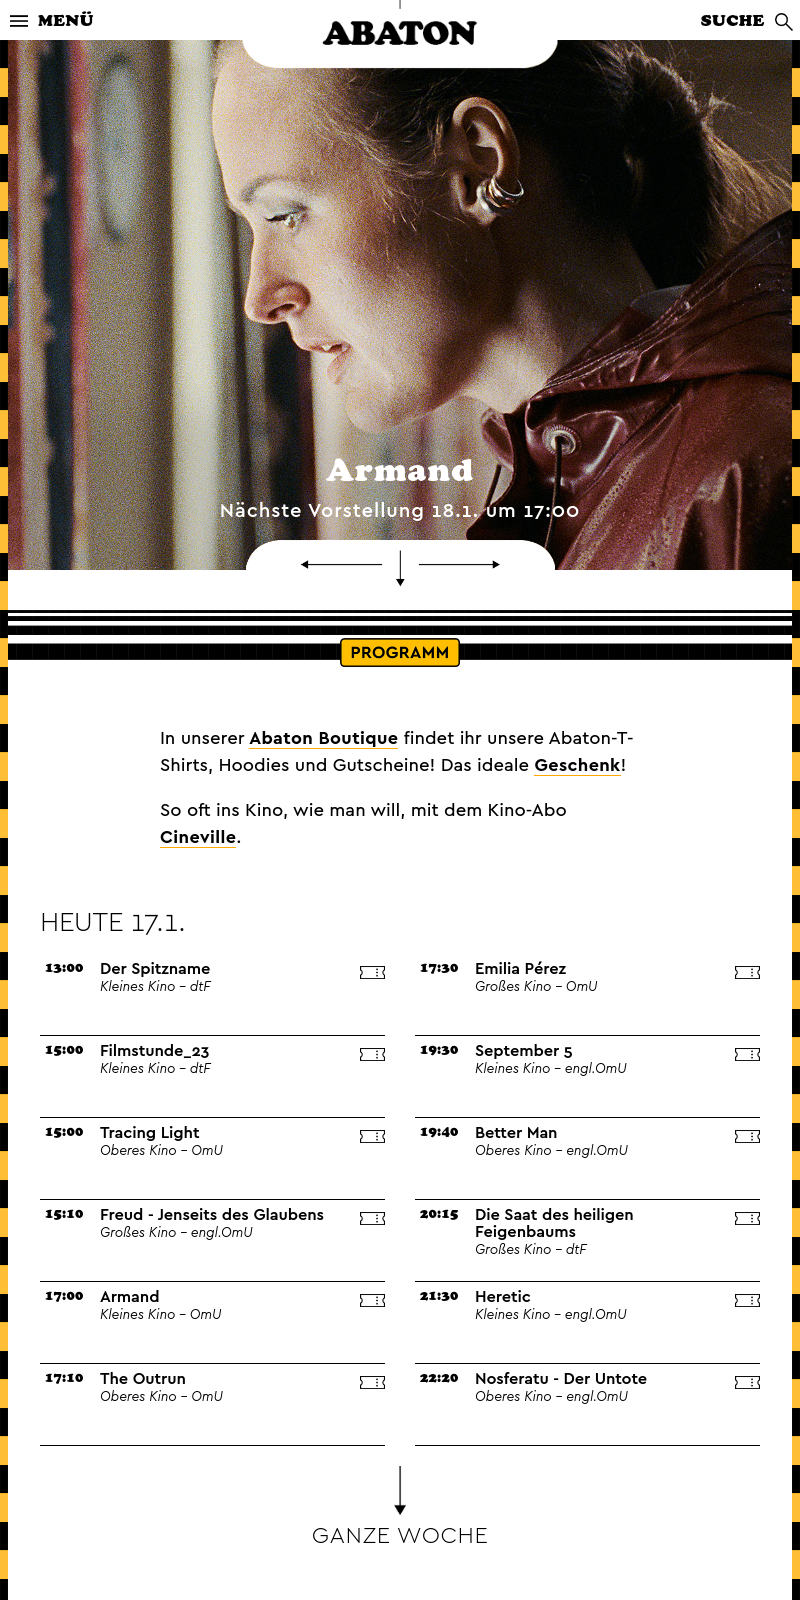 MENÜ
ABATON
SUCHE
Armand
Nächste Vorstellung 18.1. um 17:00
PROGRAMM
In unserer Abaton Boutique findet ihr unsere Abaton-T-
Shirts, Hoodies und Gutscheine! Das ideale Geschenk!
So oft ins Kino, wie man will, mit dem Kino-Abo
Cineville.
HEUTE 17.1.
13:00 Der Spitzname
Kleines Kino – dtF
15:00 Filmstunde_23
Kleines Kino – dtF
15:00 Tracing Light
Oberes Kino – OmU
15:10 Freud - Jenseits des Glaubens
Großes Kino – engl.OmU
17:00 Armand
Kleines Kino – OmU
17:10 The Outrun
Oberes Kino – OmU
17:30 Emilia Pérez
Großes Kino – OmU
19:30 September 5
Kleines Kino – engl.OmU
19:40 Better Man
Oberes Kino – engl.OmU
20:15 Die Saat des heiligen
Feigenbaums
Großes Kino – dtF
21:30 Heretic
Kleines Kino – engl.OmU
22:20 Nosferatu - Der Untote
Oberes Kino – engl.OmU
GANZE WOCHE